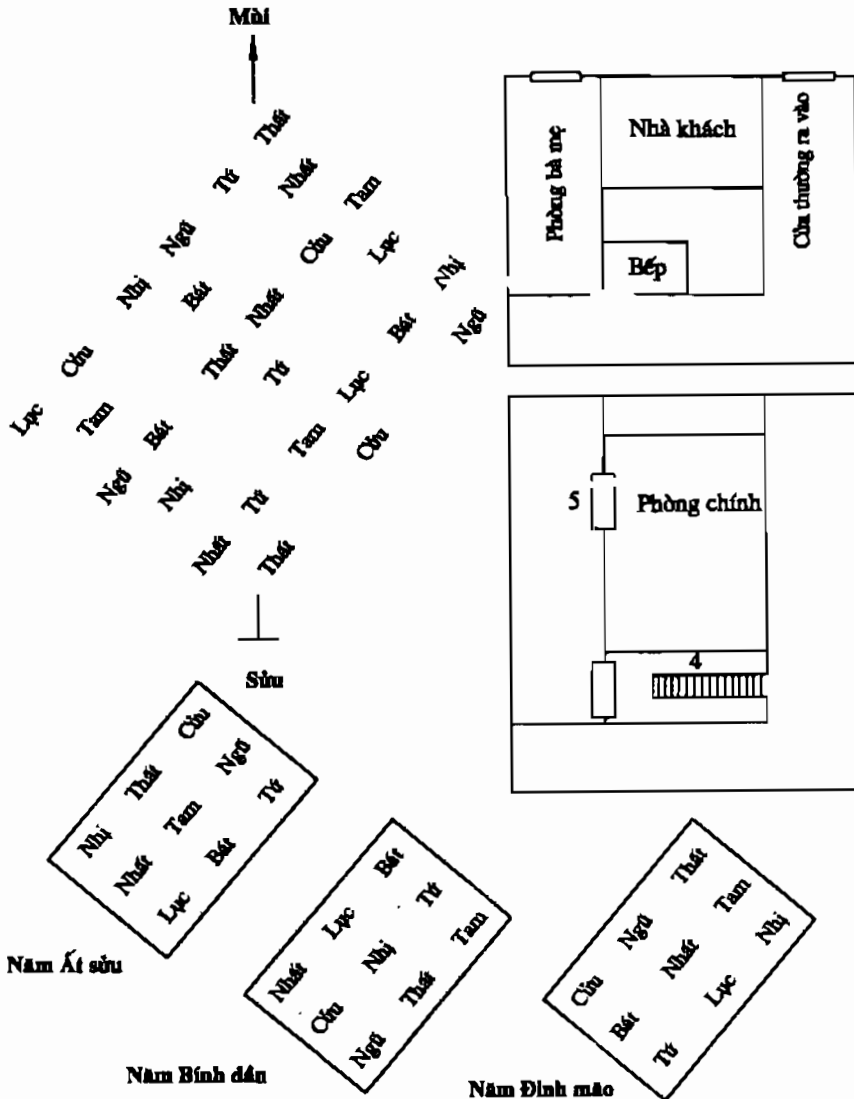 Mùi
Lục Cửu Nhị Ngũ Tứ Thất
Tam Bát Nhất
Ngũ Bát Thất Nhất Cửu Tam
Nhị Tứ Lục
Nhất Tứ Tam Lục Bát Nhị
Thất Cửu Ngũ
Sửu
Phòng bà mẹ
Nhà khách
Cửa thường ra vào
Bếp
5
Phòng chính
4
Nhị Thất Cửu
Nhất Tam Ngũ
Lục Bát Tứ
Năm Ất sửu
Nhất Lục Bát
Cửu Nhị Tứ
Ngũ Thất Tam
Năm Bính dần
Cửu Ngũ Thất
Bát Nhất Tam
Tứ Lục Nhị
Năm Đinh mão